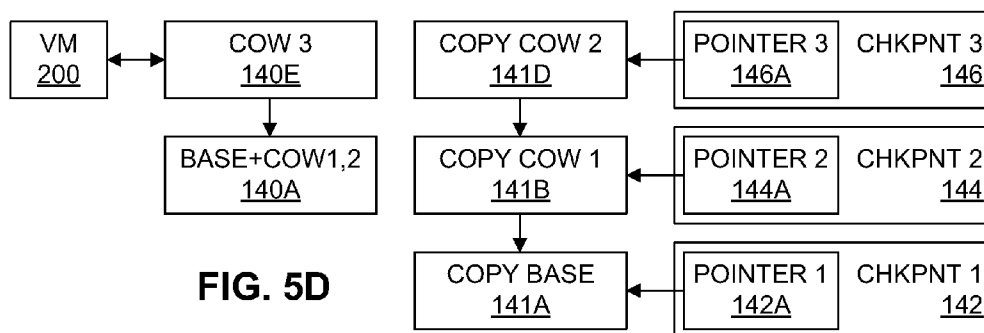 VM
200
COW 3
140E
COPY COW 2
141D
POINTER 3
146A
CHKPNT 3
146
BASE+COW1,2
140A
COPY COW 1
141B
POINTER 2
144A
CHKPNT 2
144
FIG. 5D
COPY BASE
141A
POINTER 1
142A
CHKPNT 1
142